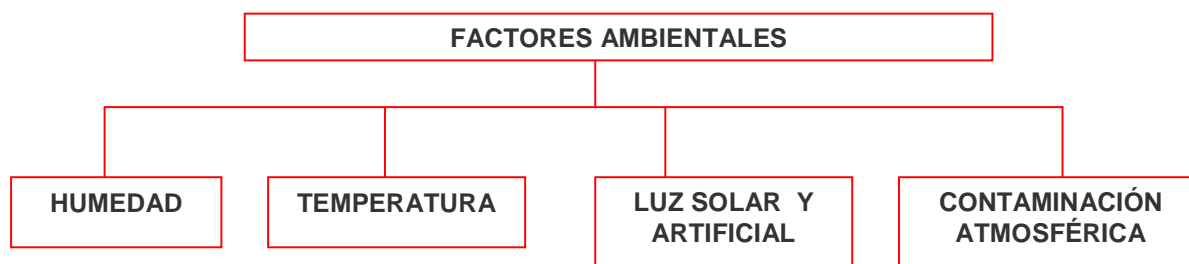 FACTORES AMBIENTALES
HUMEDAD
TEMPERATURA
LUZ SOLAR Y
ARTIFICIAL
CONTAMINACIÓN
ATMOSFÉRICA